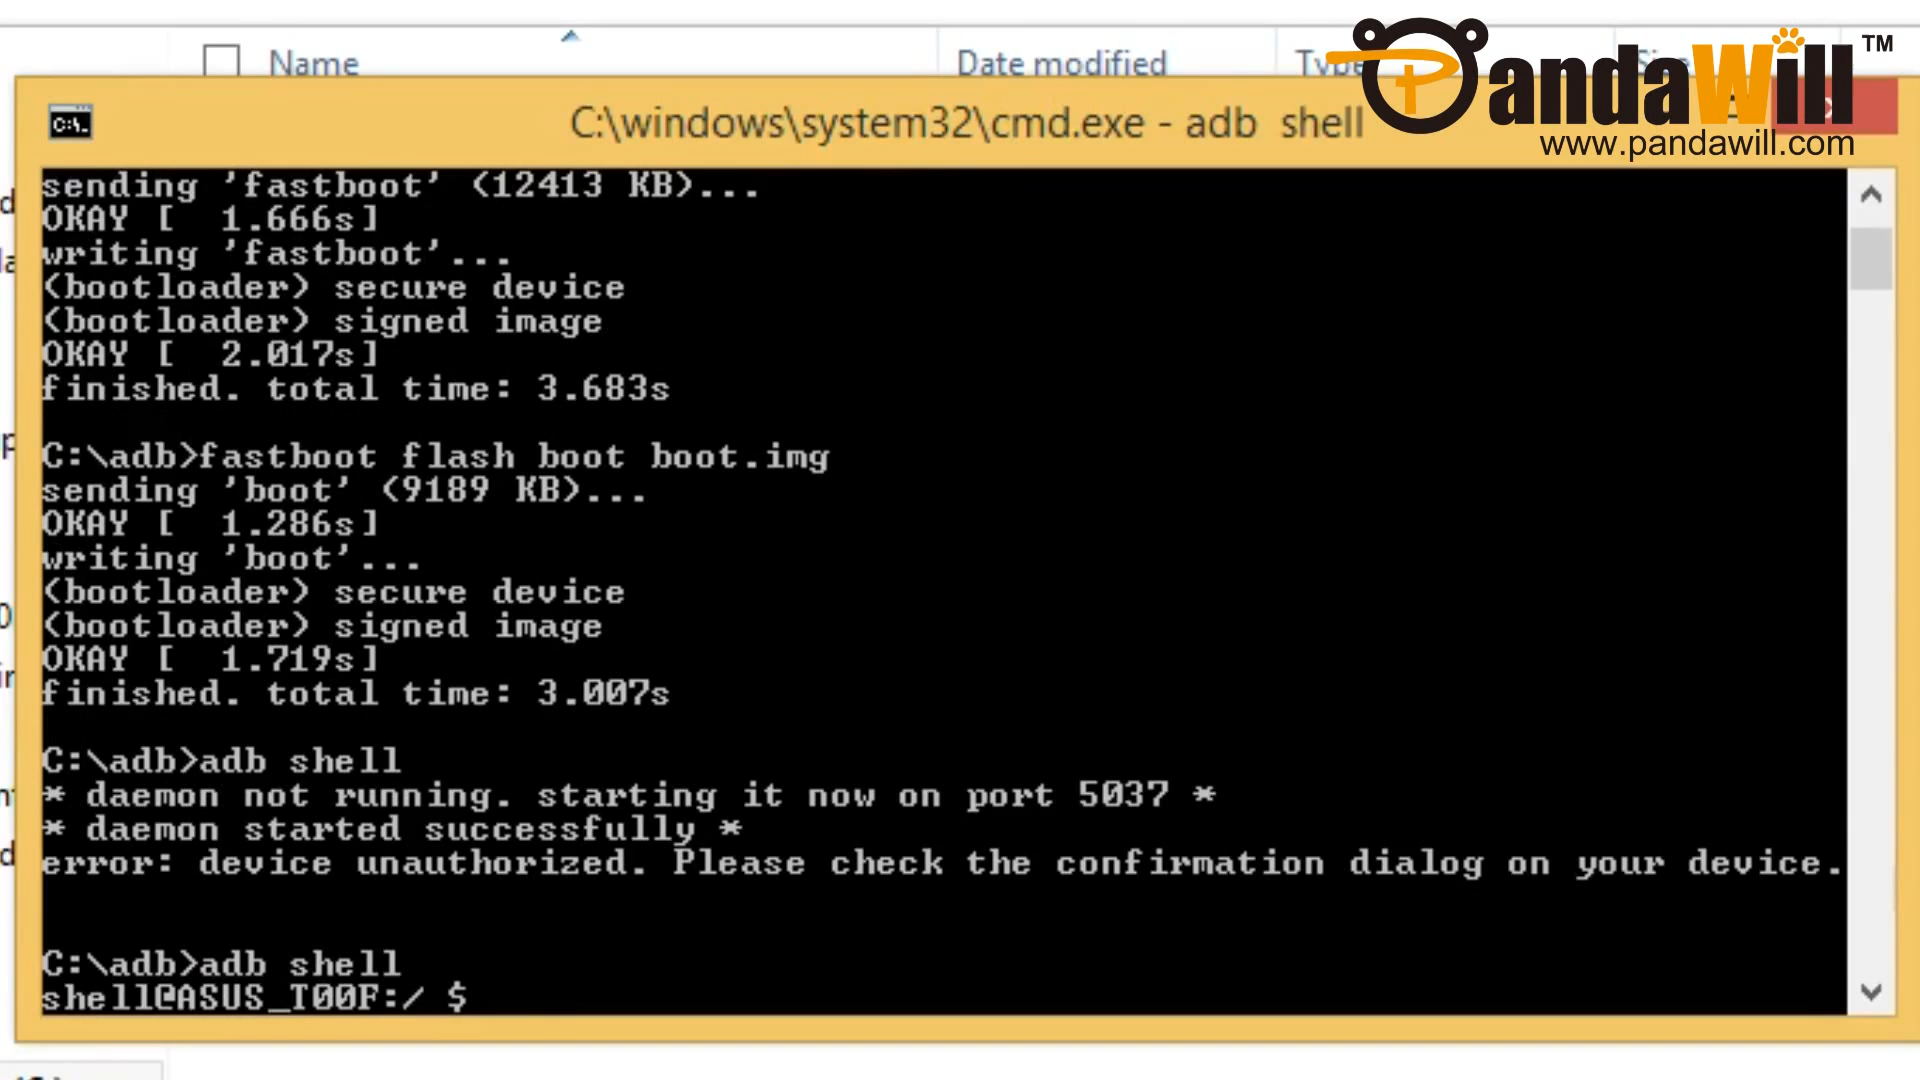 Name
Date modified
Type
PandaWill™
www.pandawill.com
C:\windows\system32\cmd.exe - adb  shell
sending 'fastboot' (12413 KB)...
OKAY [  1.666s]
writing 'fastboot'...
(bootloader) secure device
(bootloader) signed image
OKAY [  2.017s]
finished. total time: 3.683s
C:\adb>fastboot flash boot boot.img
sending 'boot' (9189 KB)...
OKAY [  1.286s]
writing 'boot'...
(bootloader) secure device
(bootloader) signed image
OKAY [  1.719s]
finished. total time: 3.007s
C:\adb>adb shell
* daemon not running. starting it now on port 5037 *
* daemon started successfully *
error: device unauthorized. Please check the confirmation dialog on your device.
C:\adb>adb shell
shell@ASUS_T00F:/ $